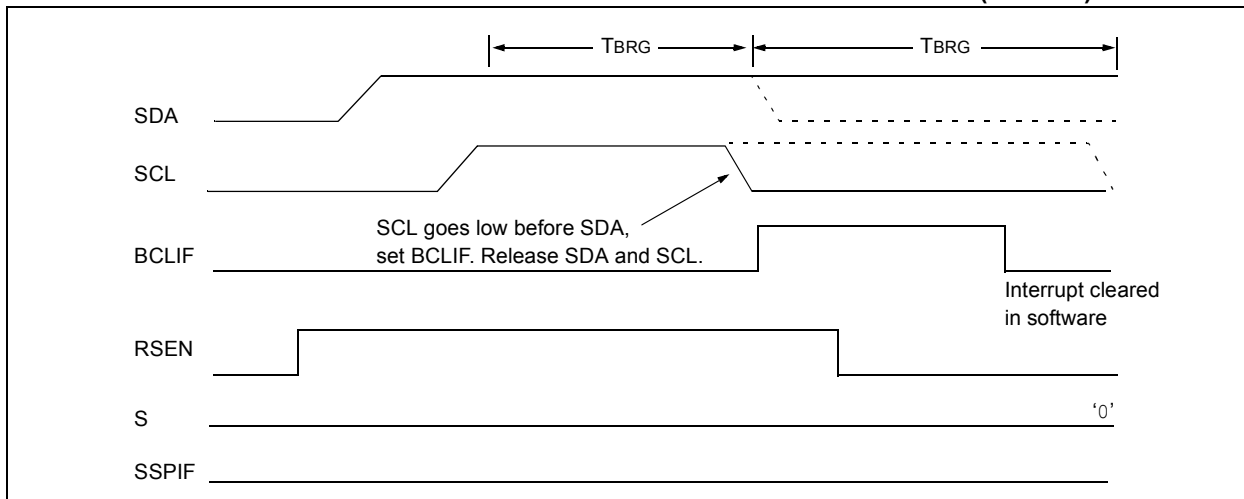 TBRG TBRG
SDA
SCL
SCL goes low before SDA,
set BCLIF. Release SDA and SCL.
BCLIF
Interrupt cleared
in software
RSEN
S ‘0’
SSPIF